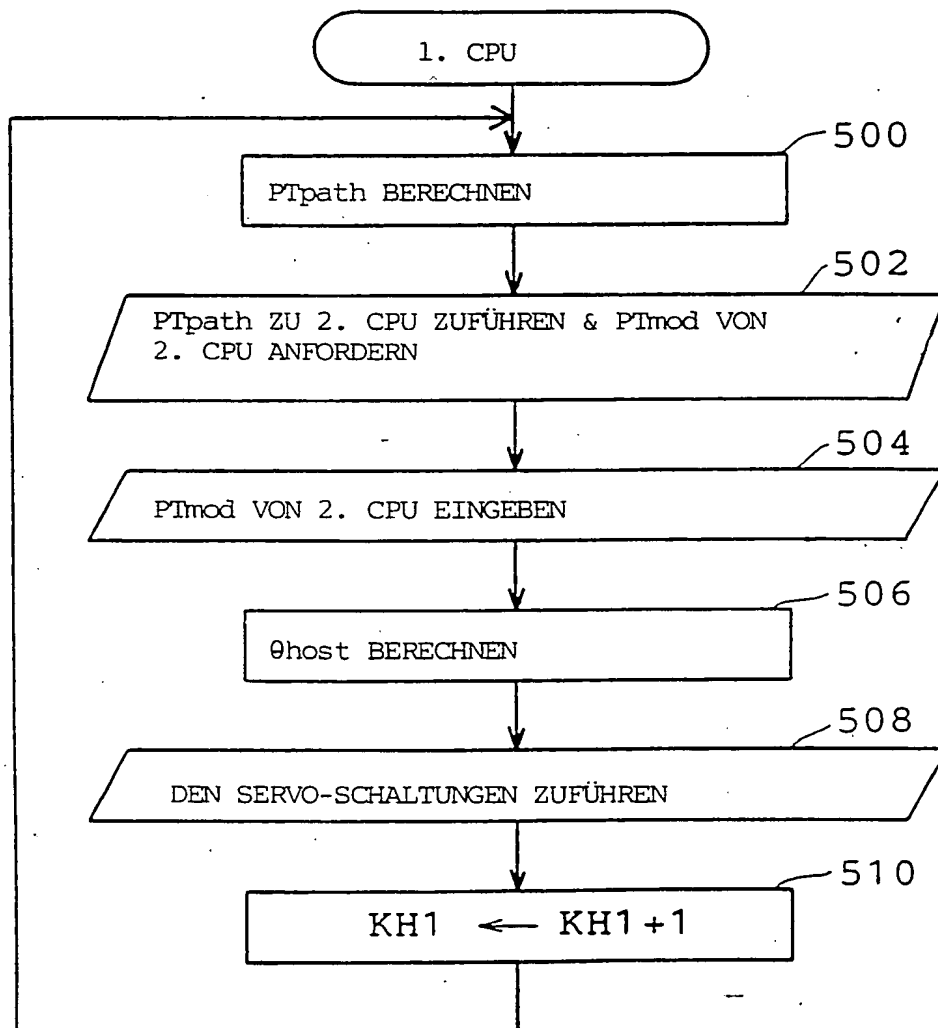 1. CPU
500
PTpath BERECHNEN
502
PTpath ZU 2. CPU ZUFÜHREN & PTmod VON
2. CPU ANFORDERN
504
PTmod VON 2. CPU EINGEBEN
506
θhost BERECHNEN
508
DEN SERVO-SCHALTUNGEN ZUFÜHREN
510
KH1 ← KH1+1